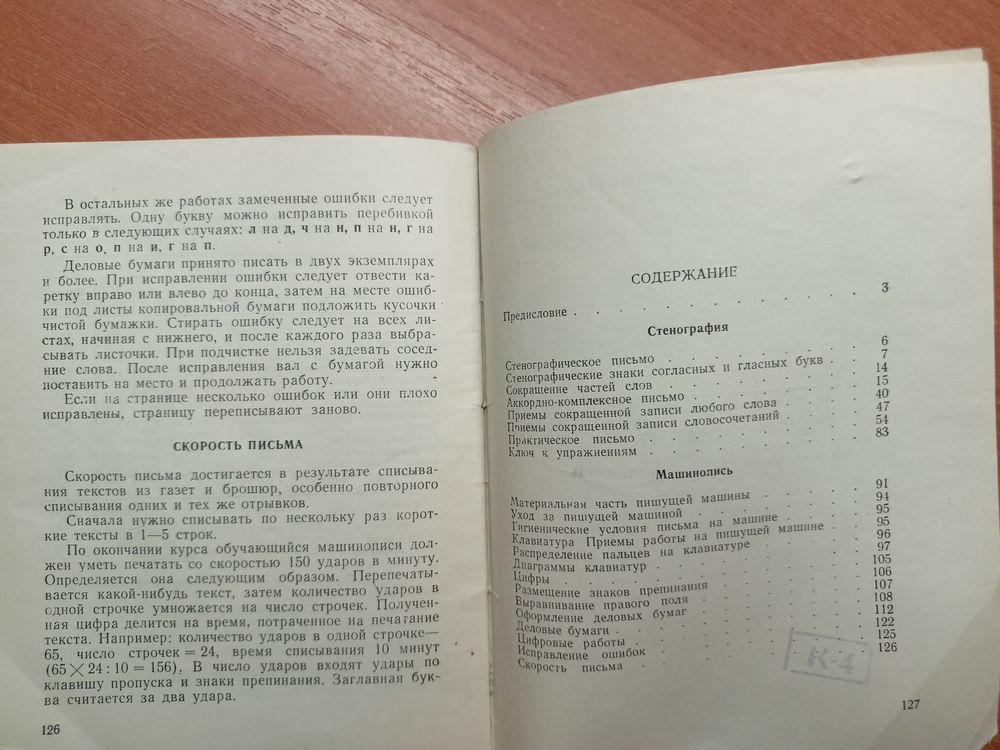 В остальных же работах замеченные ошибки следует
исправлять. Одну букву можно исправить перебивкой
только в следующих случаях: л на д, ч на н, п на н, г на
р, с на о, п на и, г на п.
Деловые бумаги принято писать в двух экземплярах
и более. При исправлении ошибки следует отвести ка-
ретку вправо или влево до конца, затем на месте ошиб-
ки под листы копировальной бумаги подложить кусочки
чистой бумажки. Стирать ошибку следует на всех ли-
стах, начиная с нижнего, и после каждого раза выбра-
сывать листочки. При подчистке нельзя задевать сосед-
ние слова. После исправления вал с бумагой нужно
поставить на место и продолжать работу.
Если на странице несколько ошибок или они плохо
исправлены, страницу переписывают заново.
СКОРОСТЬ ПИСЬМА
Скорость письма достигается в результате списыва-
ния текстов из газет и брошюр, особенно повторного
списывания одних и тех же отрывков.
Сначала нужно списывать по нескольку раз корот-
кие тексты в 1—5 строк.
По окончании курса обучающийся машинописи дол-
жен уметь печатать со скоростью 150 ударов в минуту.
Определяется она следующим образом. Перепечаты-
вается какой-нибудь текст, затем количество ударов в
одной строчке умножается на число строчек. Получен-
ная цифра делится на время, потраченное на печатание
текста. Например: количество ударов в одной строчке—
65, число строчек = 24, время списывания 10 минут
(65×24 : 10 = 156). В число ударов входят удары по
клавишу пропуска и знаки препинания. Заглавная бук-
ва считается за два удара.
126
СОДЕРЖАНИЕ
Предисловие . . . . . . . . . . 3
Стенография
Стенографическое письмо . . . . . . . 6
Стенографические знаки согласных и гласных букв . . 7
Сокращение частей слов . . . . . . . 14
Аккордно-комплексное письмо . . . . . . 15
Приемы сокращенной записи любого слова . . . . 40
Приемы сокращенной записи словосочетаний . . . . 47
Практическое письмо . . . . . . . . 54
Ключ к упражнениям . . . . . . . . 83
Машинопись
Материальная часть пишущей машины . . . . 91
Уход за пишущей машиной . . . . . . 94
Гигиенические условия письма на машине . . . . 95
Клавиатура Приемы работы на пишущей машине . . 95
Распределение пальцев на клавиатуре . . . . 96
Диаграммы клавиатур . . . . . . . 97
Цифры . . . . . . . . . . 105
Размещение знаков препинания . . . . . 106
Выравнивание правого поля . . . . . . 107
Оформление деловых бумаг . . . . . . 108
Деловые бумаги . . . . . . . . 112
Цифровые работы . . . . . . . . 122
Исправление ошибок . . . . . . . 125
Скорость письма . . . . . . . . 126
К-4
127